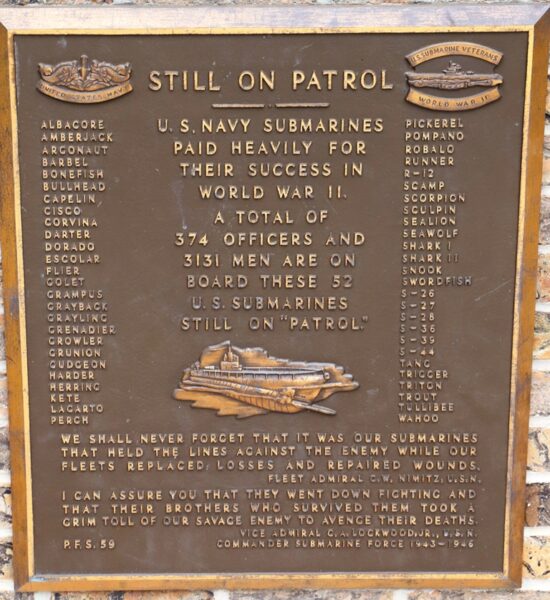 STILL ON PATROL
UNITED STATES NAVY
U.S. SUBMARINE VETERANS
WORLD WAR II
ALBACORE
AMBERJACK
ARGONAUT
BARBEL
BONEFISH
BULLHEAD
CAPELIN
CISCO
CORVINA
DARTER
DORADO
ESCOLAR
FLIER
GOLET
GRAMPUS
GRAYBACK
GRAYLING
GRENADIER
GROWLER
GRUNION
GUDGEON
HARDER
HERRING
KETE
LAGARTO
PERCH
U.S. NAVY SUBMARINES
PAID HEAVILY FOR
THEIR SUCCESS IN
WORLD WAR II.
A TOTAL OF
374 OFFICERS AND
3131 MEN ARE ON
BOARD THESE 52
U.S. SUBMARINES
STILL ON "PATROL."
PICKEREL
POMPANO
ROBALO
RUNNER
R-12
SCAMP
SCORPION
SCULPIN
SEALION
SEAWOLF
SHARK I
SHARK II
SNOOK
SWORDFISH
S-26
S-27
S-28
S-36
S-39
S-44
TANG
TRIGGER
TRITON
TROUT
TULLIBEE
WAHOO
WE SHALL NEVER FORGET THAT IT WAS OUR SUBMARINES
THAT HELD THE LINES AGAINST THE ENEMY WHILE OUR
FLEETS REPLACED LOSSES AND REPAIRED WOUNDS.
FLEET ADMIRAL C.W. NIMITZ, U.S.N.
I CAN ASSURE YOU THAT THEY WENT DOWN FIGHTING AND
THAT THEIR BROTHERS WHO SURVIVED THEM TOOK A
GRIM TOLL OF OUR SAVAGE ENEMY TO AVENGE THEIR DEATHS.
VICE ADMIRAL C.A. LOCKWOOD, JR., U.S.N.
P.F.S. 59 COMMANDER SUBMARINE FORCE 1943-1946